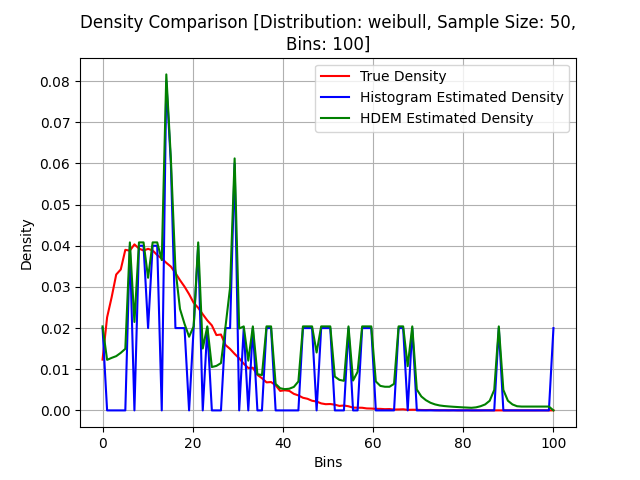 Density Comparison [Distribution: weibull, Sample Size: 50,
Bins: 100]
True Density
Histogram Estimated Density
HDEM Estimated Density
Density
0.08
0.07
0.06
0.05
0.04
0.03
0.02
0.01
0.00
0 20 40 60 80 100
Bins